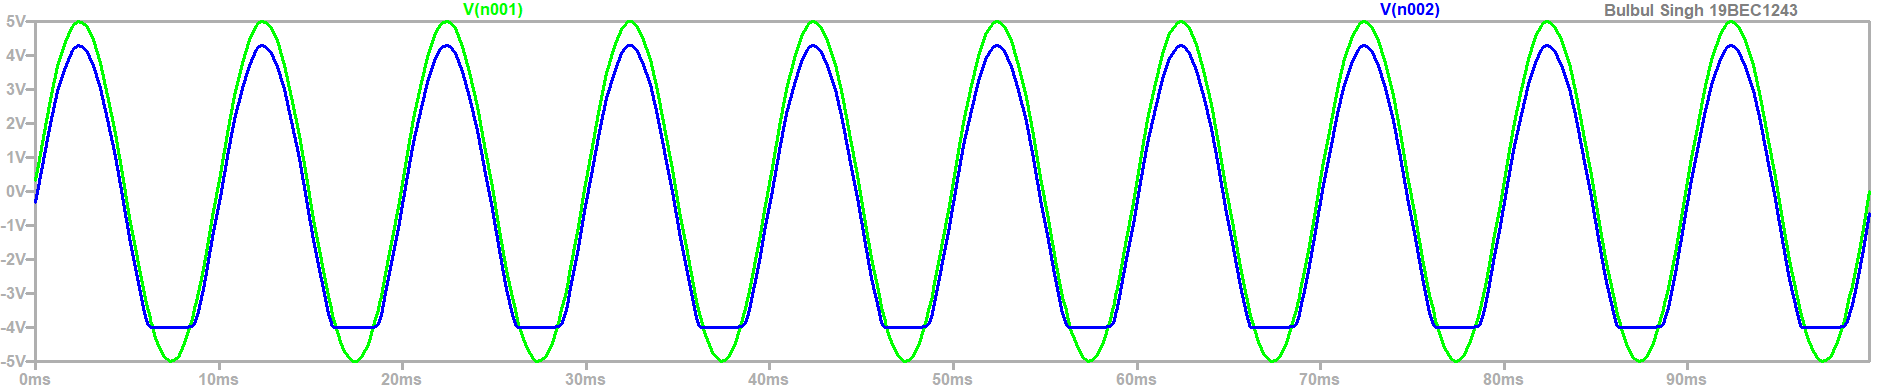 V(n001) V(n002) Bulbul Singh 19BEC1243
5V
4V
3V
2V
1V
0V
-1V
-2V
-3V
-4V
-5V
0ms 10ms 20ms 30ms 40ms 50ms 60ms 70ms 80ms 90ms